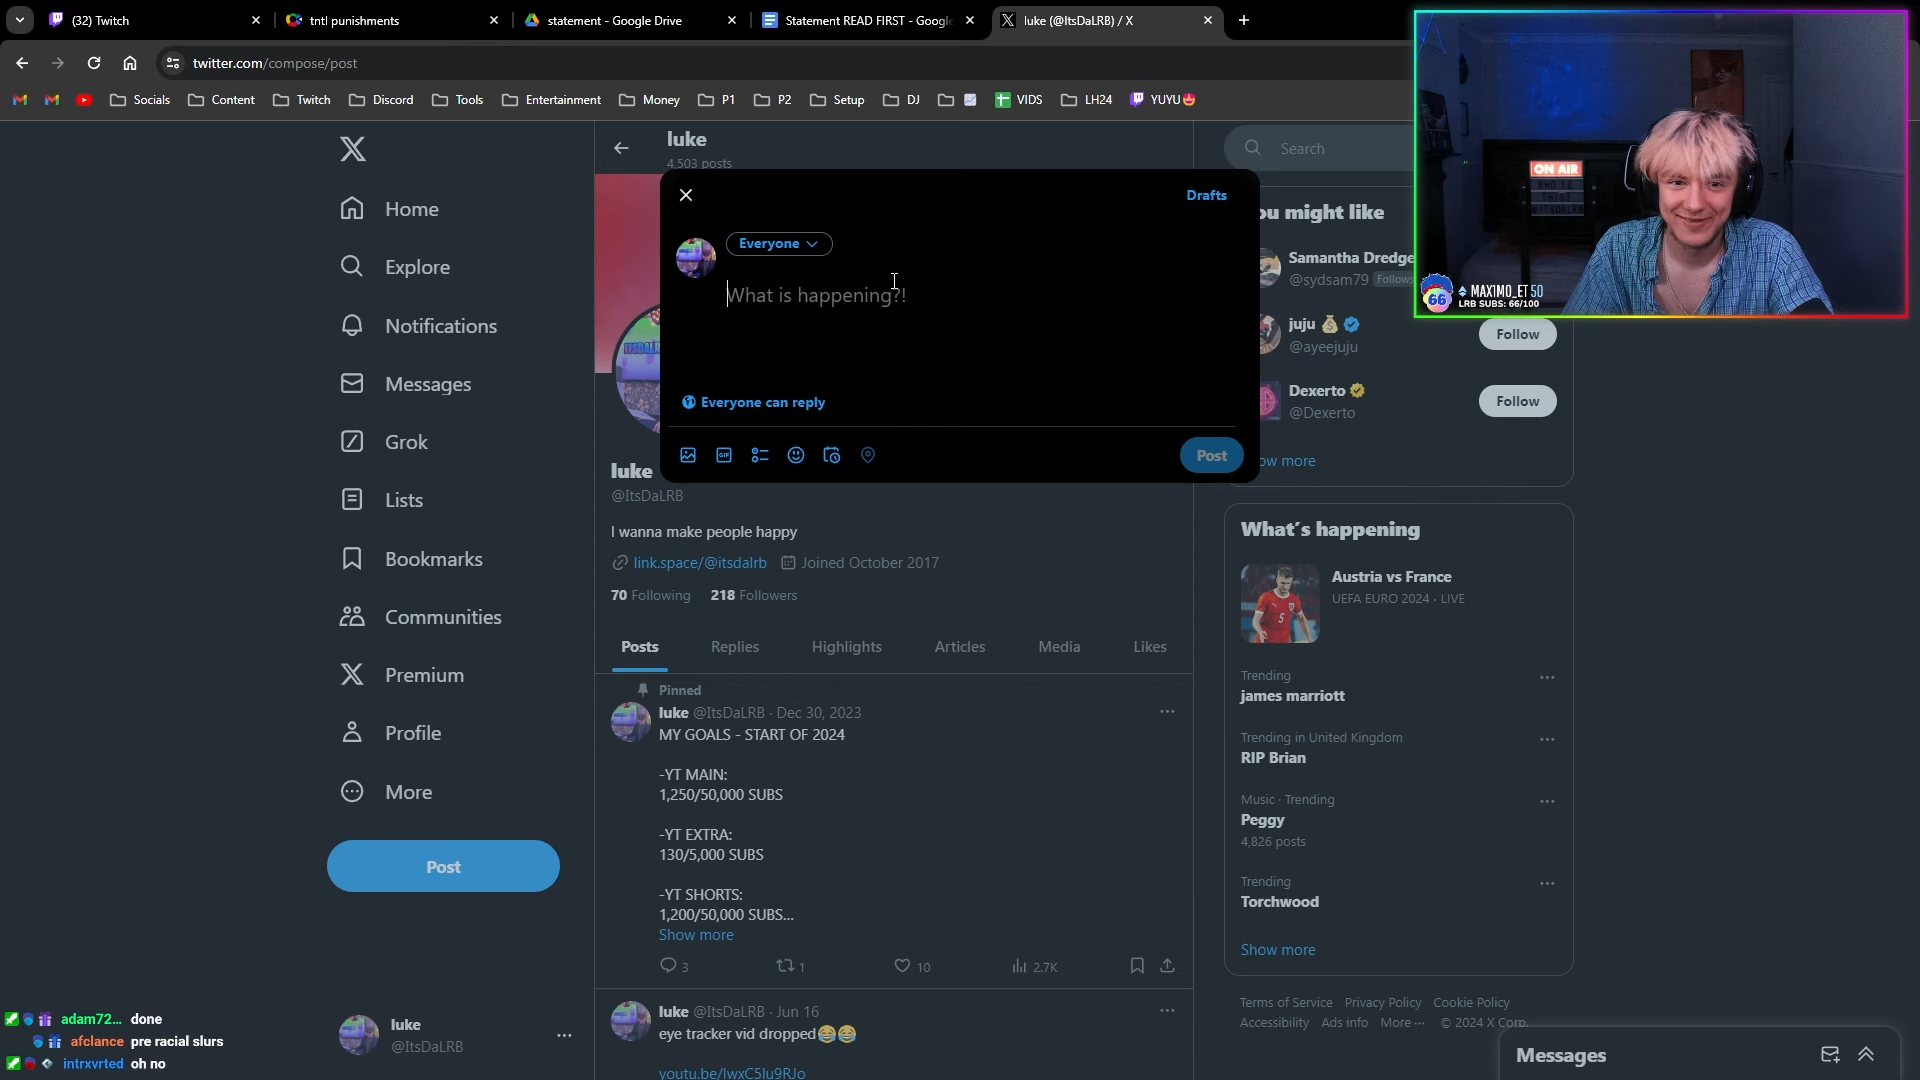 (32) Twitch
tntl punishments
statement - Google Drive
Statement READ FIRST - Googl
luke (@ItsDaLRB) / X
twitter.com/compose/post
Socials
Content
Twitch
Discord
Tools
Entertainment
Money
P1
P2
Setup
DJ
VIDS
LH24
YUYU😍
luke
4,503 posts
Search
Home
Explore
Notifications
Messages
Grok
Lists
Bookmarks
Communities
Premium
Profile
More
Post
luke
@ItsDaLRB
Drafts
Everyone
What is happening?!
Everyone can reply
GIF
Post
luke
@ItsDaLRB
I wanna make people happy
link.space/@itsdalrb Joined October 2017
70 Following 218 Followers
Posts Replies Highlights Articles Media Likes
Pinned
luke @ItsDaLRB · Dec 30, 2023
MY GOALS - START OF 2024
-YT MAIN:
1,250/50,000 SUBS
-YT EXTRA:
130/5,000 SUBS
-YT SHORTS:
1,200/50,000 SUBS...
Show more
3 1 10 2.7K
luke @ItsDaLRB · Jun 16
eye tracker vid dropped😂😂
youtu.be/IwxC5Iu9RJo
ou might like
Samantha Dredge
@sydsam79 Follows
juju 💰
@ayeejuju
Follow
Dexerto
@Dexerto
Follow
ow more
What's happening
Austria vs France
UEFA EURO 2024 - LIVE
Trending
james marriott
Trending in United Kingdom
RIP Brian
Music · Trending
Peggy
4,826 posts
Trending
Torchwood
Show more
Terms of Service Privacy Policy Cookie Policy
Accessibility Ads info More ··· © 2024 X Corp.
Messages
ON AIR
66
MAX1MO_ET 50
LRB SUBS: 66/100
adam72... done
afclance pre racial slurs
intrxvrted oh no